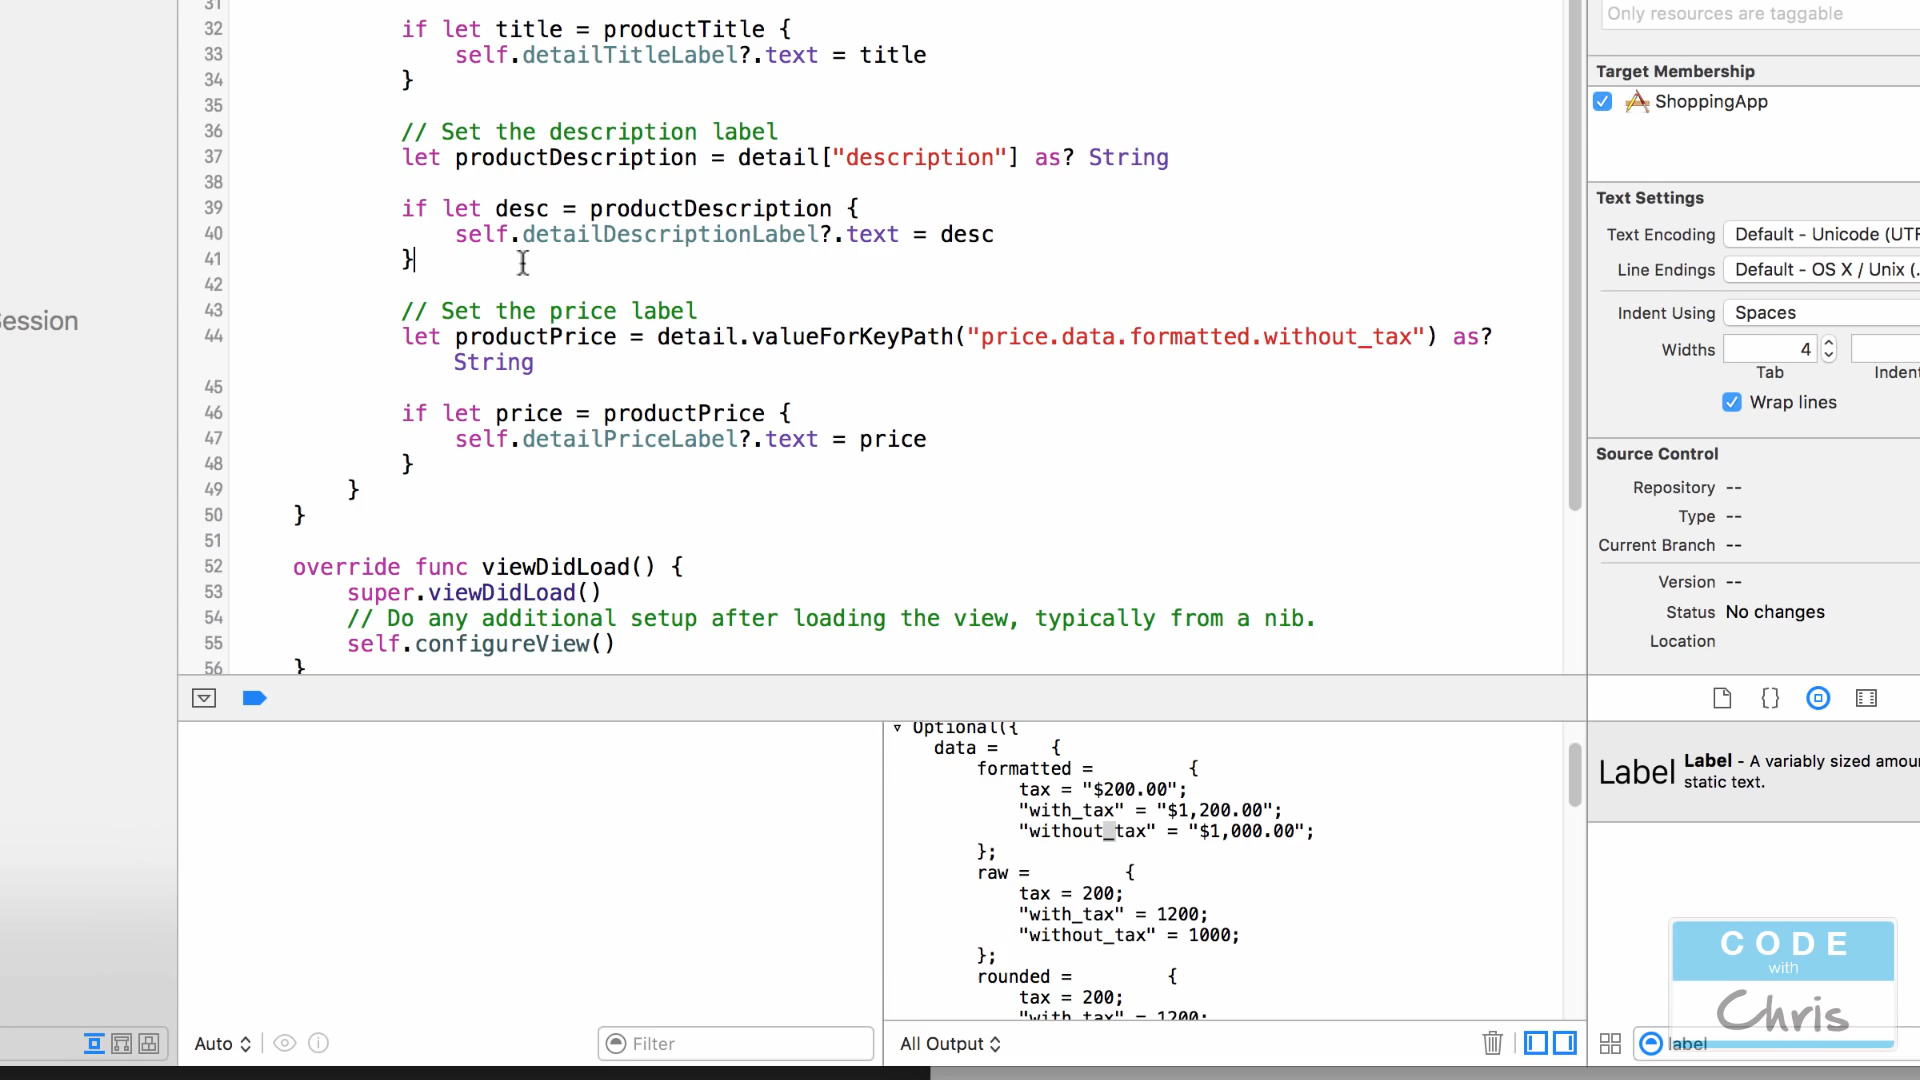 31
32 if let title = productTitle {
33 self.detailTitleLabel?.text = title
34 }
35
36 // Set the description label
37 let productDescription = detail["description"] as? String
38
39 if let desc = productDescription {
40 self.detailDescriptionLabel?.text = desc
41 }
42
43 // Set the price label
44 let productPrice = detail.valueForKeyPath("price.data.formatted.without_tax") as?
String
45
46 if let price = productPrice {
47 self.detailPriceLabel?.text = price
48 }
49 }
50 }
51
52 override func viewDidLoad() {
53 super.viewDidLoad()
54 // Do any additional setup after loading the view, typically from a nib.
55 self.configureView()
56 }
ession
Only resources are taggable
Target Membership
ShoppingApp
Text Settings
Text Encoding Default - Unicode (UTF
Line Endings Default - OS X / Unix (.
Indent Using Spaces
Widths 4
Tab Indent
Wrap lines
Source Control
Repository --
Type --
Current Branch --
Version --
Status No changes
Location
Optional({
data = {
formatted = {
tax = "$200.00";
"with_tax" = "$1,200.00";
"without_tax" = "$1,000.00";
};
raw = {
tax = 200;
"with_tax" = 1200;
"without_tax" = 1000;
};
rounded = {
tax = 200;
"with_tax" = 1200;
Label Label - A variably sized amou
static text.
CODE
with
Chris
Auto
Filter
All Output
label